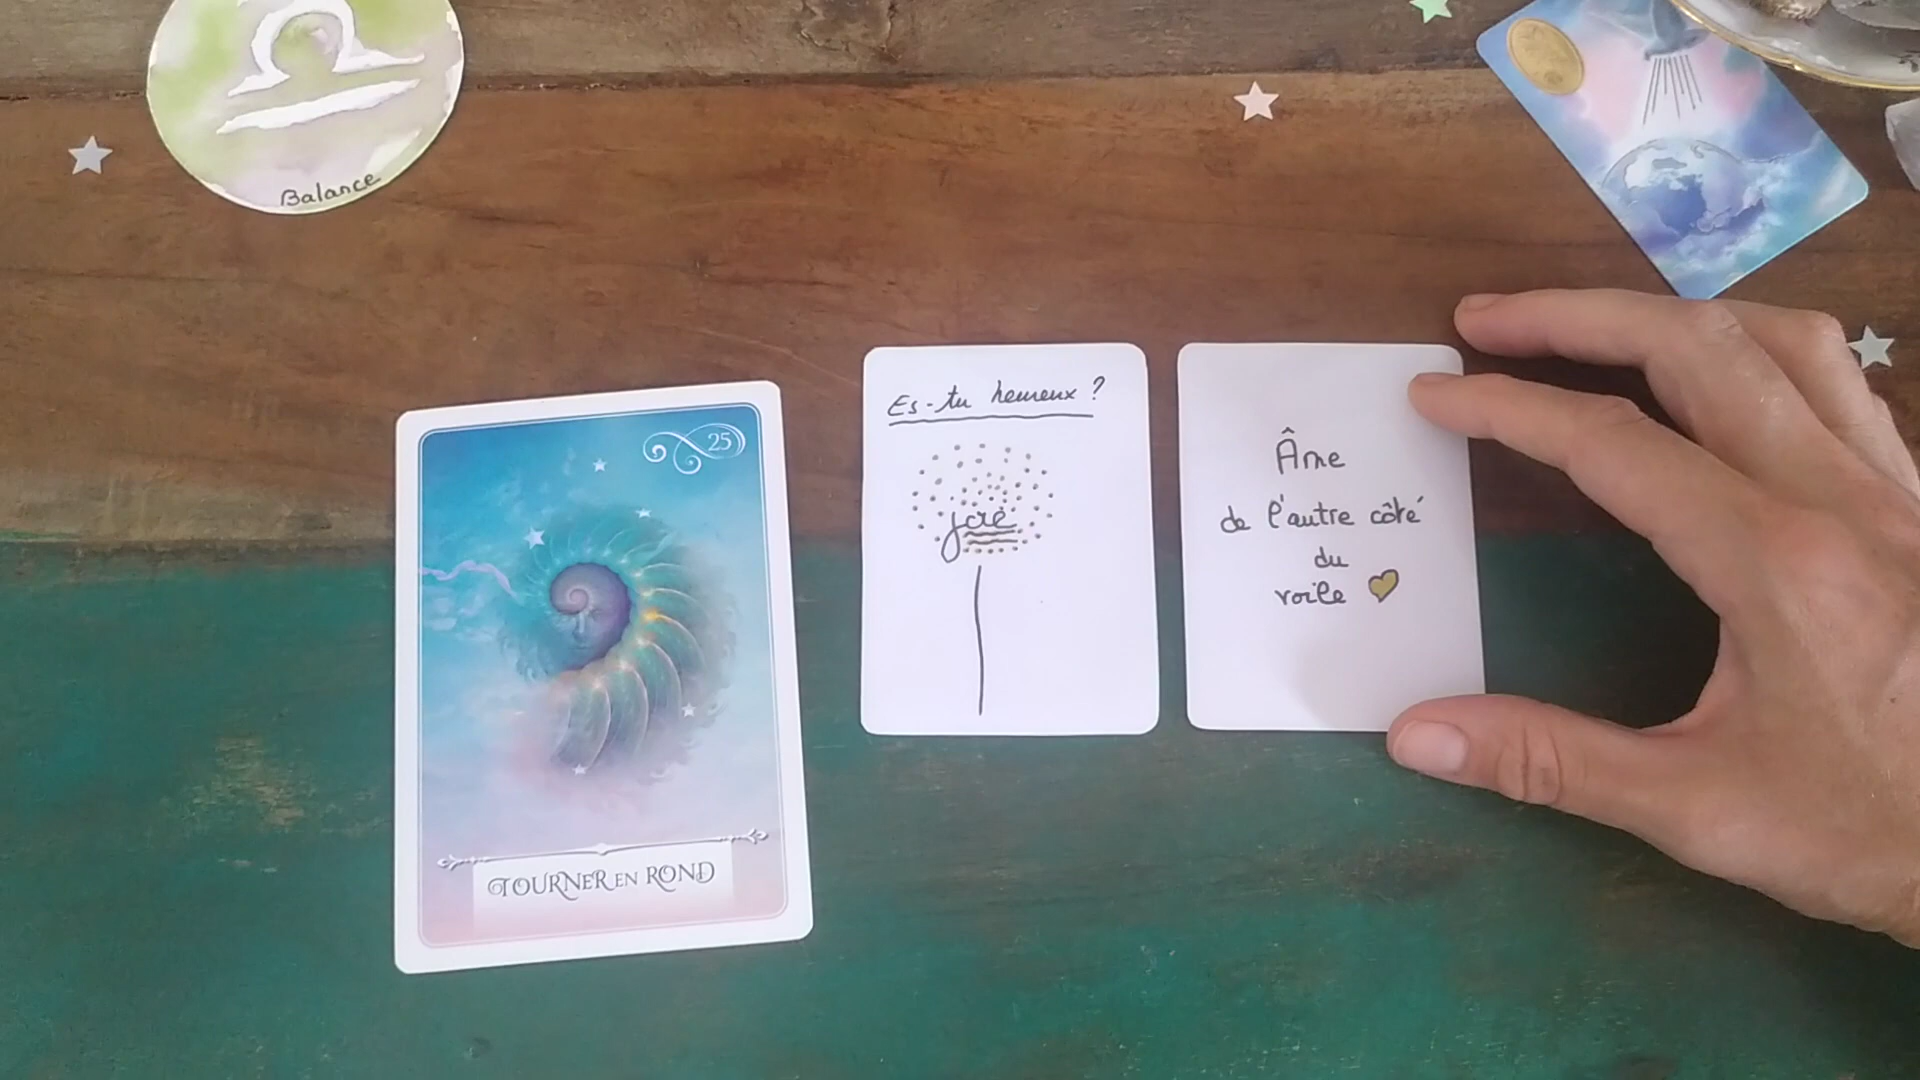 Balance
25
TOURNER EN ROND
Es-tu heureux ?
joie
Âme
de l'autre côté
du
voile